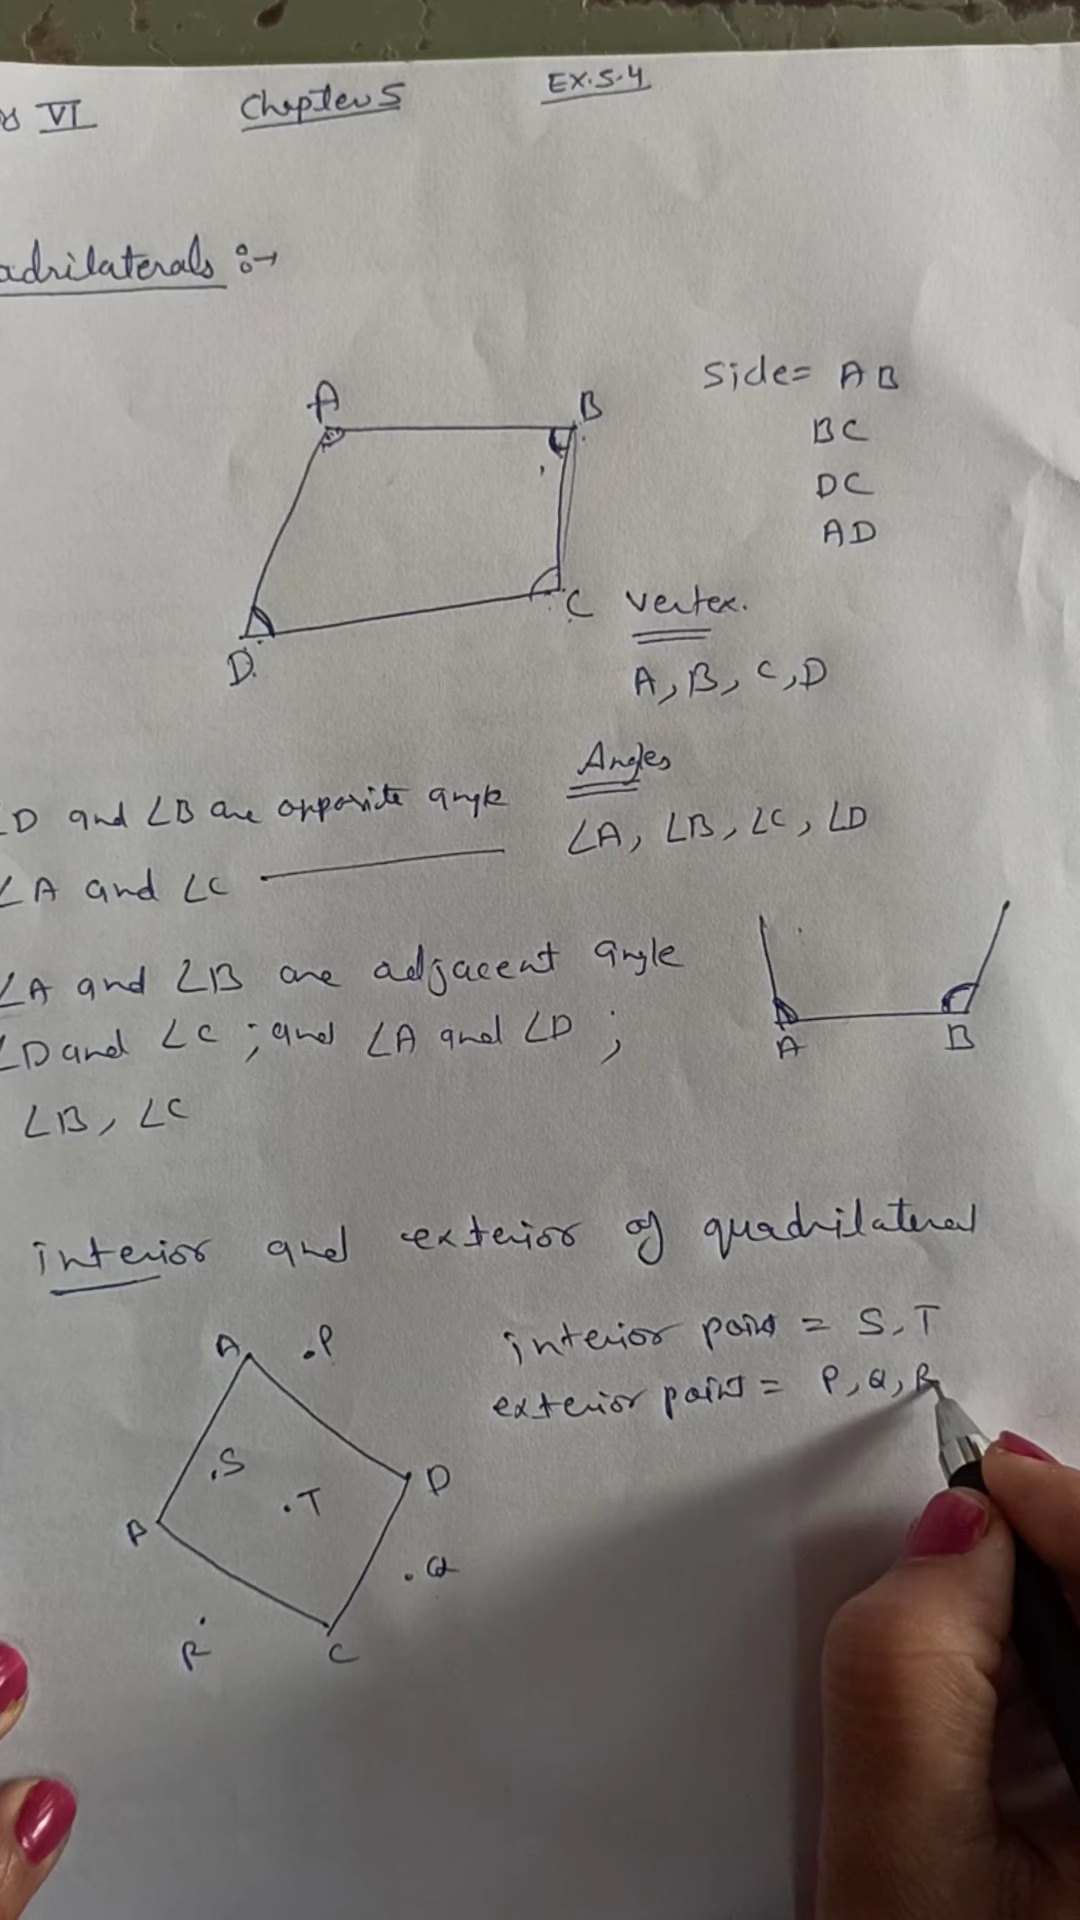 VI Chapter 5 Ex.5.4
adrilaterals :→
A B
Side= AB
BC
DC
AD
C
D
Vertex.
A, B, C, D
Angles
∠A, ∠B, ∠C, ∠D
∠D and ∠B are opposite angle
∠A and ∠C
∠A and ∠B are adjacent angle
∠D and ∠C ; and ∠A and ∠D ;
∠B, ∠C
A B
interior and exterior of quadrilateral
interior point = S, T
exterior point = P, Q, R
A .P
.S
.T
D
B
.Q
R
C